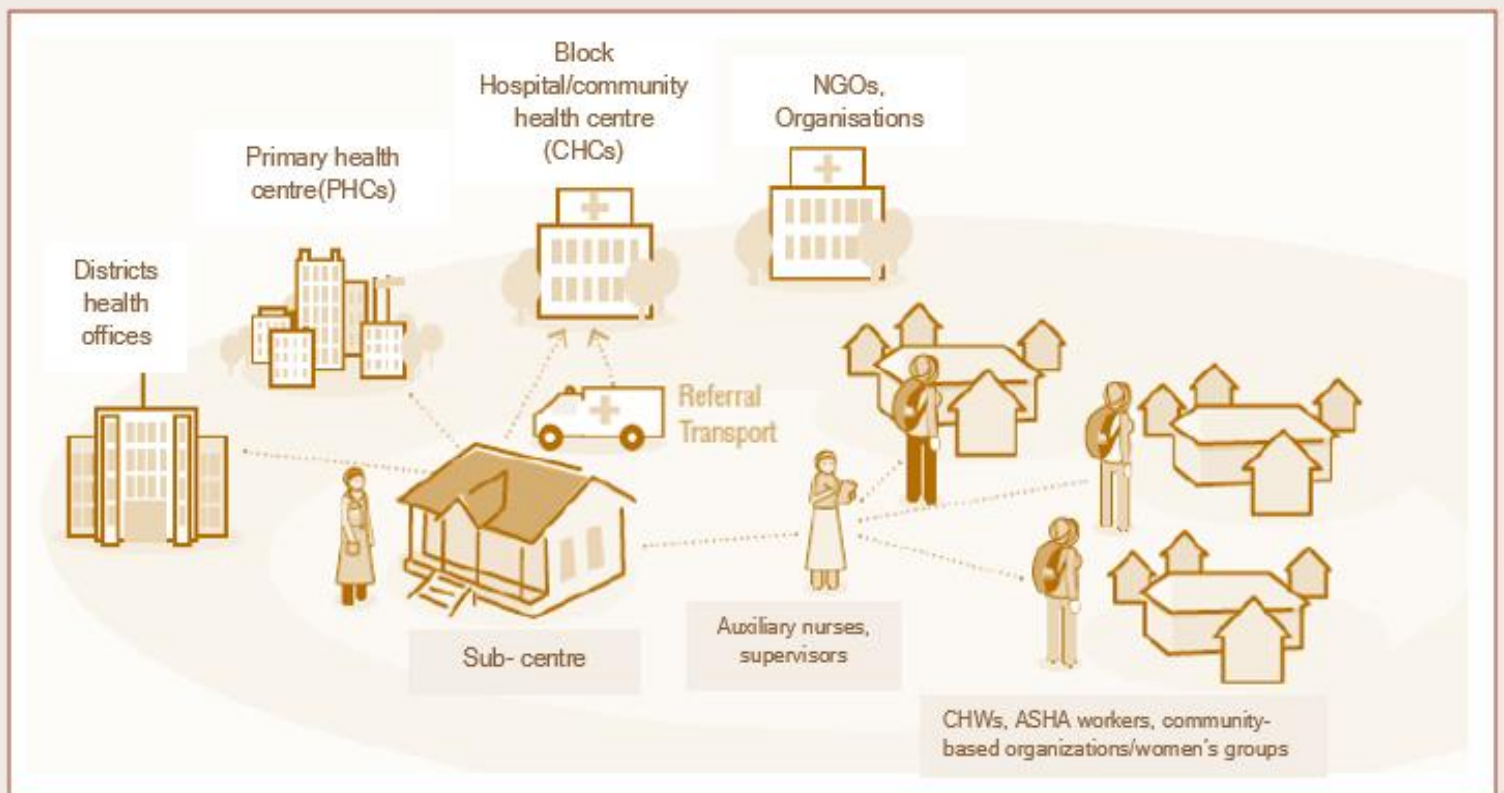 Block
Hospital/community
health centre
(CHCs)
NGOs,
Organisations
Primary health
centre(PHCs)
Districts
health
offices
Referral
Transport
Sub- centre
Auxiliary nurses,
supervisors
CHWs, ASHA workers, community-
based organizations/women's groups